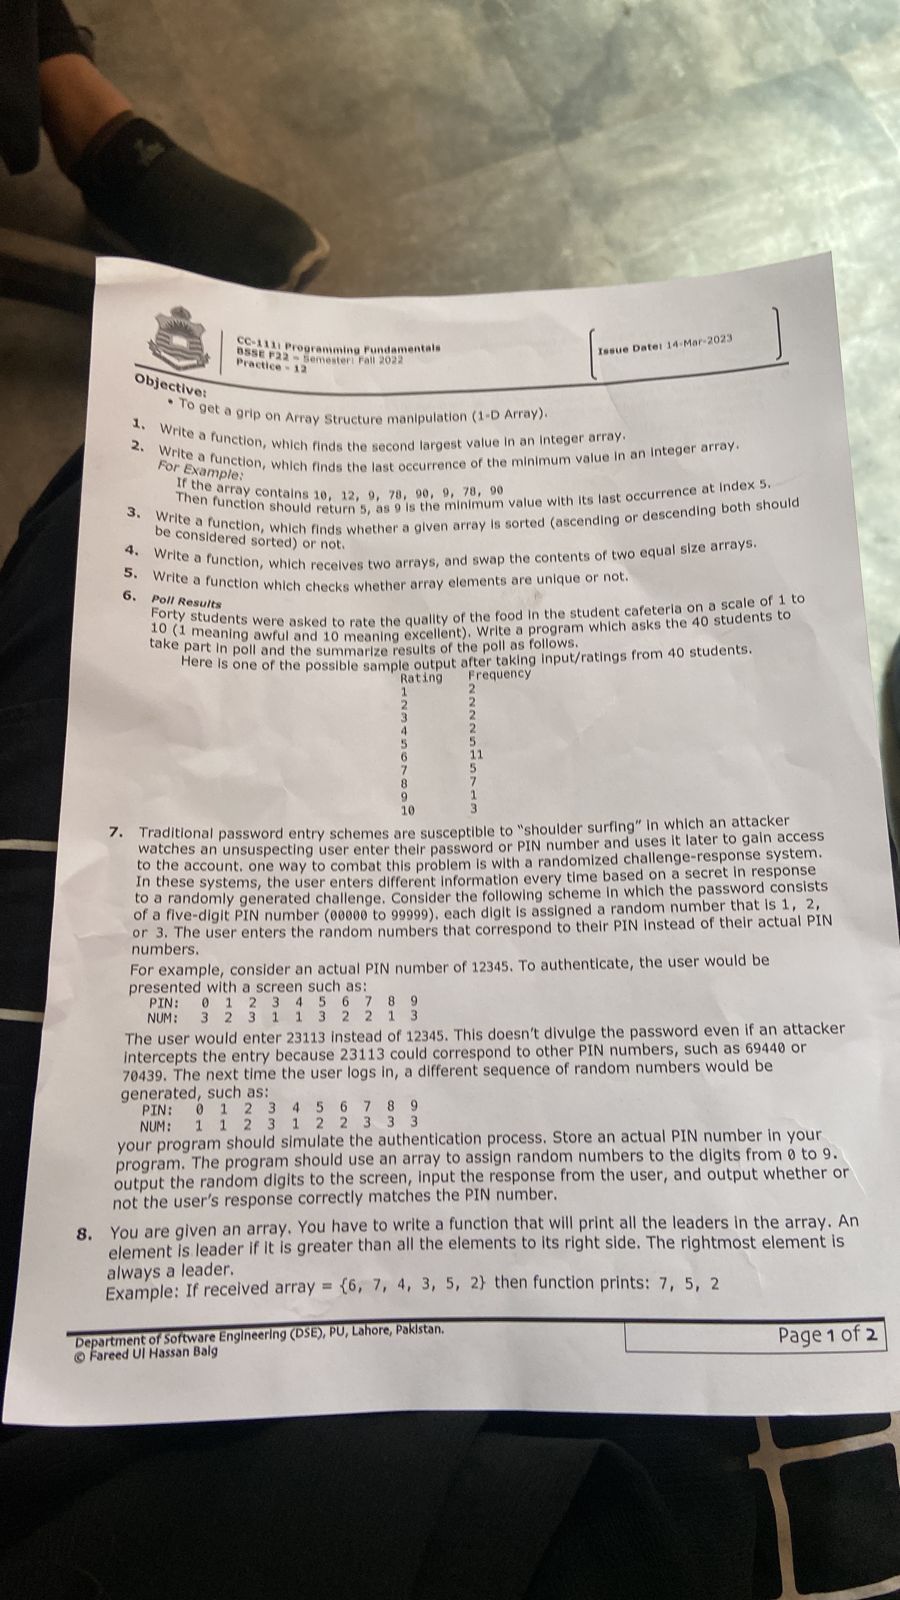 CC-111: Programming Fundamentals
BSSE F22 – Semester: Fall 2022
Practice - 12
Issue Date: 14-Mar-2023
Objective:
• To get a grip on Array Structure manipulation (1-D Array).
1. Write a function, which finds the second largest value in an integer array.
2. Write a function, which finds the last occurrence of the minimum value in an integer array.
For Example:
If the array contains 10, 12, 9, 78, 90, 9, 78, 90
Then function should return 5, as 9 is the minimum value with its last occurrence at index 5.
3. Write a function, which finds whether a given array is sorted (ascending or descending both should
be considered sorted) or not.
4. Write a function, which receives two arrays, and swap the contents of two equal size arrays.
5. Write a function which checks whether array elements are unique or not.
6. Poll Results
Forty students were asked to rate the quality of the food in the student cafeteria on a scale of 1 to
10 (1 meaning awful and 10 meaning excellent). Write a program which asks the 40 students to
take part in poll and the summarize results of the poll as follows.
Here is one of the possible sample output after taking input/ratings from 40 students.
Rating Frequency
1 2
2 2
3 2
4 2
5 5
6 11
7 5
8 7
9 1
10 3
7. Traditional password entry schemes are susceptible to "shoulder surfing" in which an attacker
watches an unsuspecting user enter their password or PIN number and uses it later to gain access
to the account. one way to combat this problem is with a randomized challenge-response system.
In these systems, the user enters different information every time based on a secret in response
to a randomly generated challenge. Consider the following scheme in which the password consists
of a five-digit PIN number (00000 to 99999). each digit is assigned a random number that is 1, 2,
or 3. The user enters the random numbers that correspond to their PIN instead of their actual PIN
numbers.
For example, consider an actual PIN number of 12345. To authenticate, the user would be
presented with a screen such as:
PIN: 0 1 2 3 4 5 6 7 8 9
NUM: 3 2 3 1 1 3 2 2 1 3
The user would enter 23113 instead of 12345. This doesn't divulge the password even if an attacker
intercepts the entry because 23113 could correspond to other PIN numbers, such as 69440 or
70439. The next time the user logs in, a different sequence of random numbers would be
generated, such as:
PIN: 0 1 2 3 4 5 6 7 8 9
NUM: 1 1 2 3 1 2 2 3 3 3
your program should simulate the authentication process. Store an actual PIN number in your
program. The program should use an array to assign random numbers to the digits from 0 to 9.
output the random digits to the screen, input the response from the user, and output whether or
not the user's response correctly matches the PIN number.
8. You are given an array. You have to write a function that will print all the leaders in the array. An
element is leader if it is greater than all the elements to its right side. The rightmost element is
always a leader.
Example: If received array = {6, 7, 4, 3, 5, 2} then function prints: 7, 5, 2
Department of Software Engineering (DSE), PU, Lahore, Pakistan.
© Fareed Ul Hassan Baig
Page 1 of 2